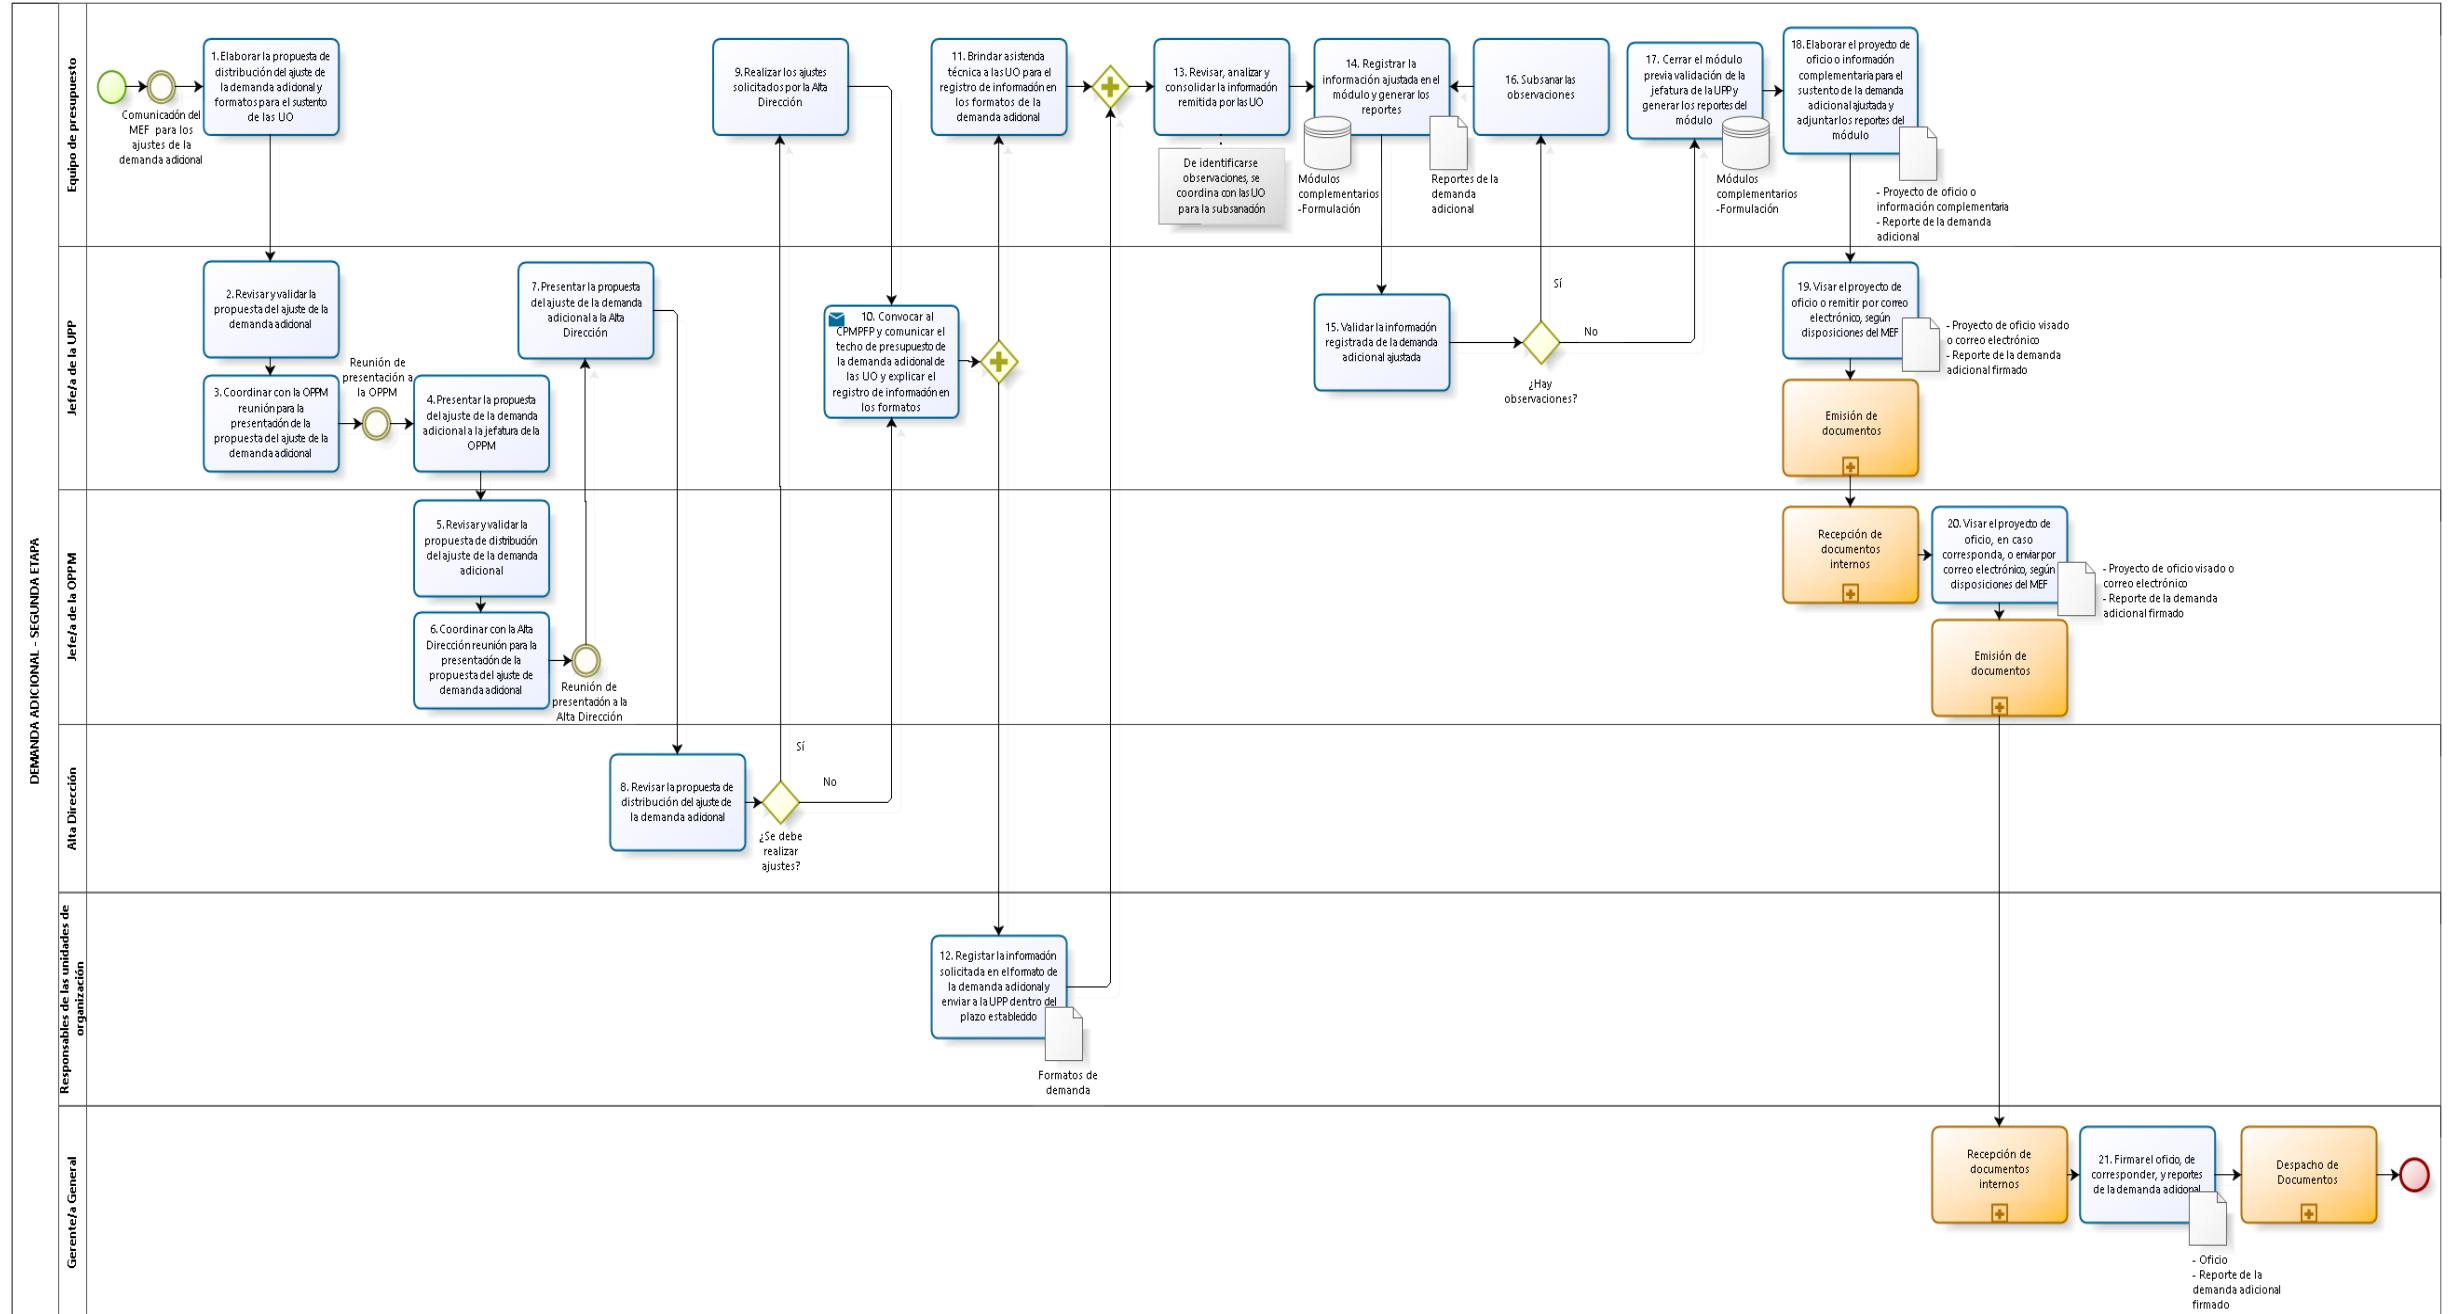 DEMANDA ADICIONAL - SEGUNDA ETAPA
Equipo de presupuesto
Comunicación del
MEF para los
ajustes de la
demanda adicional
1. Elaborar la propuesta de
distribución del ajuste de
la demanda adicional y
formatos para el sustento
de las UO
9. Realizar los ajustes
solicitados por la Alta
Dirección
11. Brindar asistencia
técnica a las UO para el
registro de información en
los formatos de la
demanda adicional
13. Revisar, analizar y
consolidar la información
remitida por las UO
De identificarse
observaciones, se
coordina con las UO
para la subsanación
14. Registrar la
información ajustada en el
módulo y generar los
reportes
Módulos
complementarios
-Formulación
Reportes de la
demanda
adicional
16. Subsanar las
observaciones
17. Cerrar el módulo
previa validación de la
jefatura de la UPP y
generar los reportes del
módulo
Módulos
complementarios
-Formulación
18. Elaborar el proyecto de
oficio o información
complementaria para el
sustento de la demanda
adicional ajustada y
adjuntar los reportes del
módulo
- Proyecto de oficio o
información complementaria
- Reporte de la demanda
adicional
Jefe/a de la UPP
2. Revisar y validar la
propuesta del ajuste de la
demanda adicional
3. Coordinar con la OPPM
reunión para la
presentación de la
propuesta del ajuste de la
demanda adicional
Reunión de
presentación a
la OPPM
4. Presentar la propuesta
del ajuste de la demanda
adicional a la jefatura de la
OPPM
7. Presentar la propuesta
del ajuste de la demanda
adicional a la Alta
Dirección
10. Convocar al
CPMPFP y comunicar el
techo de presupuesto de
la demanda adicional de
las UO y explicar el
registro de información en
los formatos
15. Validar la información
registrada de la demanda
adicional ajustada
Sí
No
¿Hay
observaciones?
19. Visar el proyecto de
oficio o remitir por correo
electrónico, según
disposiciones del MEF
- Proyecto de oficio visado
o correo electrónico
- Reporte de la demanda
adicional firmado
Emisión de
documentos
Jefe/a de la OPPM
5. Revisar y validar la
propuesta de distribución
del ajuste de la demanda
adicional
6. Coordinar con la Alta
Dirección reunión para la
presentación de la
propuesta del ajuste de
demanda adicional
Reunión de
presentación a la
Alta Dirección
Recepción de
documentos
internos
20. Visar el proyecto de
oficio, en caso
corresponda, o enviar por
correo electrónico, según
disposiciones del MEF
- Proyecto de oficio visado o
correo electrónico
- Reporte de la demanda
adicional firmado
Emisión de
documentos
Alta Dirección
8. Revisar la propuesta de
distribución del ajuste de
la demanda adicional
Sí
No
¿Se debe
realizar
ajustes?
Responsables de las unidades de
organización
12. Registar la información
solicitada en el formato de
la demanda adicional y
enviar a la UPP dentro del
plazo establecido
Formatos de
demanda
Gerente/a General
Recepción de
documentos
internos
21. Firmar el oficio, de
corresponder, y reportes
de la demanda adicional
- Oficio
- Reporte de la
demanda adicional
firmado
Despacho de
Documentos